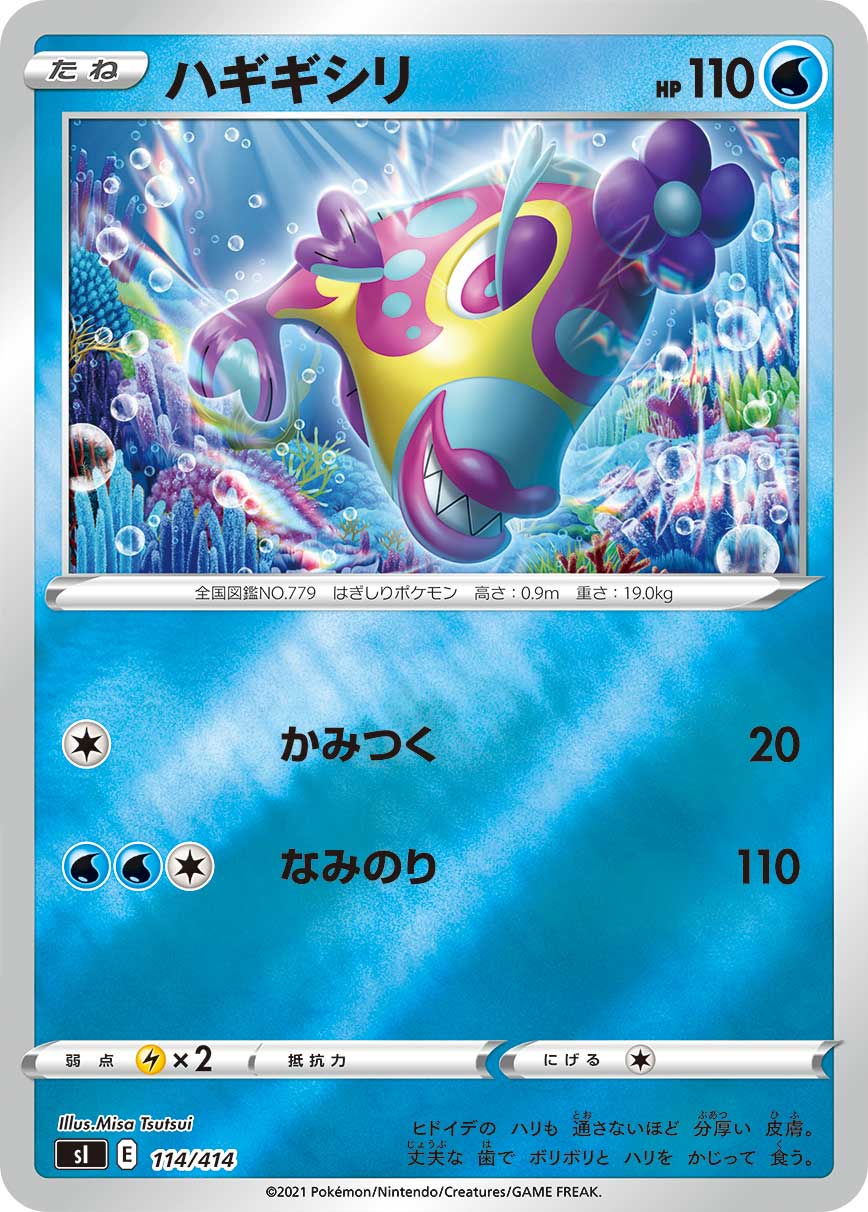 たね ハギギシリ HP 110
全国図鑑NO.779 はぎしりポケモン 高さ:0.9m 重さ:19.0kg
かみつく 20
なみのり 110
弱点 ×2 抵抗力 にげる
Illus.Misa Tsutsui
sI E 114/414
ヒドイデの ハリも 通さないほど 分厚い 皮膚。
丈夫な 歯で ボリボリと ハリを かじって 食う。
©2021 Pokémon/Nintendo/Creatures/GAME FREAK.